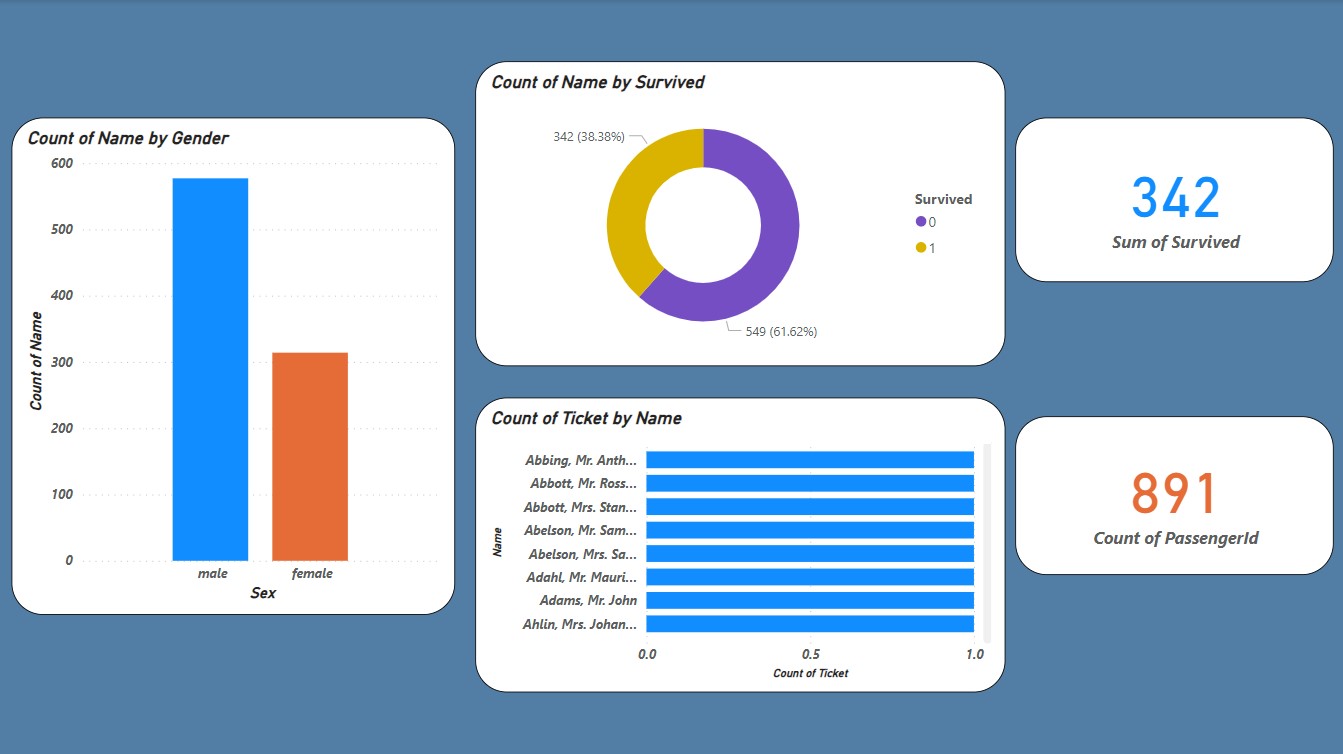 Count of Name by Gender
600
500
400
300
200
100
0
Count of Name
male
female
Sex
Count of Name by Survived
342 (38.38%)
549 (61.62%)
Survived
0
1
Count of Ticket by Name
Name
Abbing, Mr. Anth...
Abbott, Mr. Ross...
Abbott, Mrs. Stan...
Abelson, Mr. Sam...
Abelson, Mrs. Sa...
Adahl, Mr. Mauri...
Adams, Mr. John
Ahlin, Mrs. Johan...
0.0
0.5
1.0
Count of Ticket
342
Sum of Survived
891
Count of PassengerId